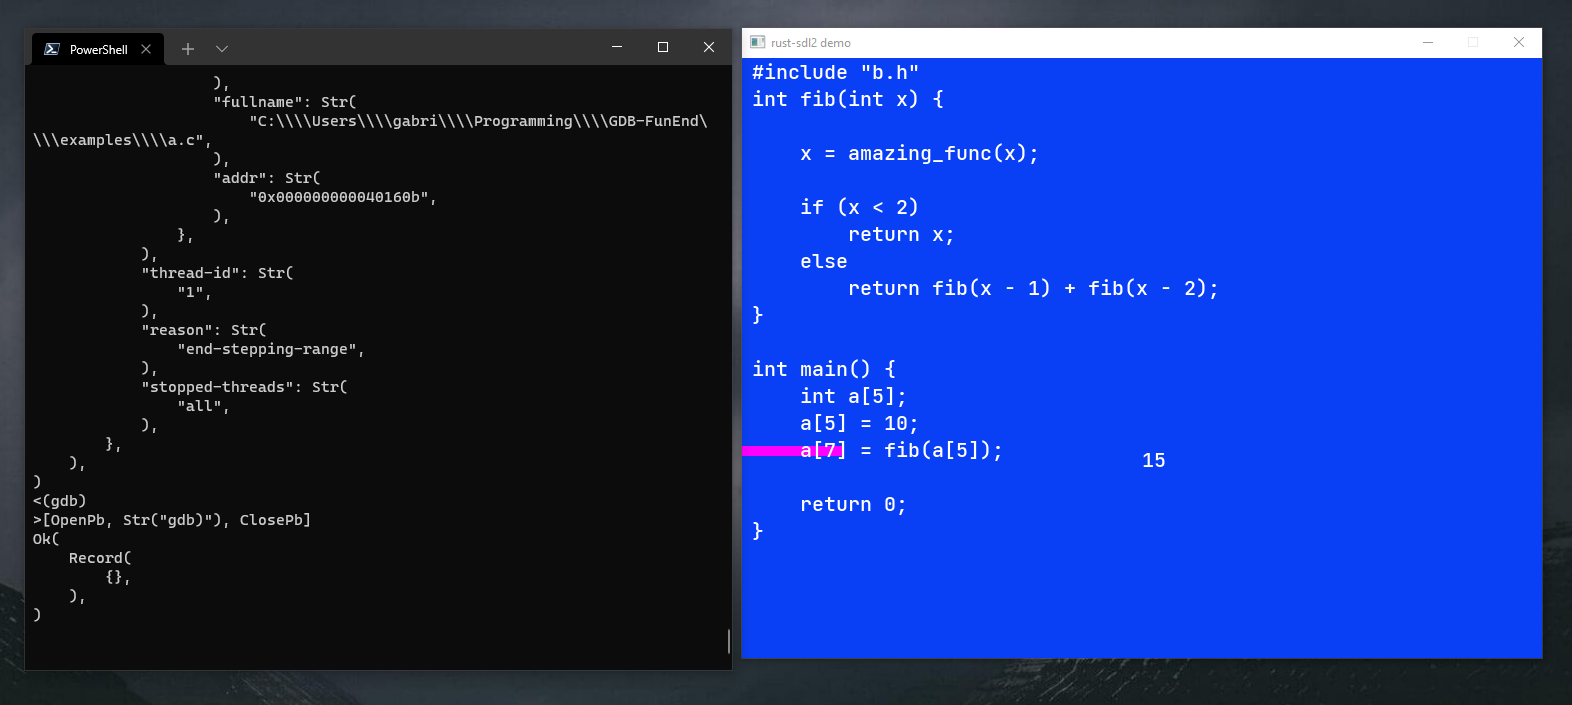 PowerShell
),
"fullname": Str(
"C:\\\\Users\\\\gabri\\\\Programming\\\\GDB-FunEnd\
\\\examples\\\\a.c",
),
"addr": Str(
"0x000000000040160b",
),
},
),
"thread-id": Str(
"1",
),
"reason": Str(
"end-stepping-range",
),
"stopped-threads": Str(
"all",
),
},
),
)
<(gdb)
>[OpenPb, Str("gdb)"), ClosePb]
Ok(
Record(
{},
),
)
rust-sdl2 demo
#include "b.h"
int fib(int x) {
x = amazing_func(x);
if (x < 2)
return x;
else
return fib(x - 1) + fib(x - 2);
}
int main() {
int a[5];
a[5] = 10;
a[7] = fib(a[5]);
15
return 0;
}